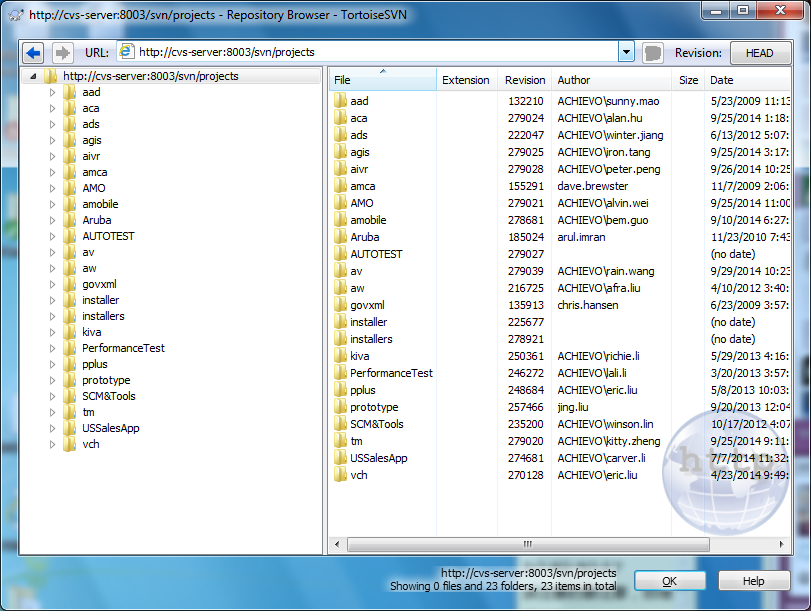 http://cvs-server:8003/svn/projects - Repository Browser - TortoiseSVN
URL: http://cvs-server:8003/svn/projects Revision: HEAD
http://cvs-server:8003/svn/projects
aad
aca
ads
agis
aivr
amca
AMO
amobile
Aruba
AUTOTEST
av
aw
govxml
installer
installers
kiva
PerformanceTest
pplus
prototype
SCM&Tools
tm
USSalesApp
vch
File Extension Revision Author Size Date
aad 132210 ACHIEVO\sunny.mao 5/23/2009 11:13
aca 279024 ACHIEVO\alan.hu 9/25/2014 1:18:
ads 222047 ACHIEVO\winter.jiang 6/13/2012 5:07:
agis 279025 ACHIEVO\iron.tang 9/25/2014 3:17:
aivr 279028 ACHIEVO\peter.peng 9/26/2014 10:25
amca 155291 dave.brewster 11/7/2009 2:06:
AMO 279021 ACHIEVO\alvin.wei 9/25/2014 11:00
amobile 278681 ACHIEVO\bem.guo 9/10/2014 6:27:
Aruba 185024 arul.imran 11/23/2010 7:43
AUTOTEST 279027 (no date)
av 279039 ACHIEVO\rain.wang 9/29/2014 10:23
aw 216725 ACHIEVO\afra.liu 4/10/2012 3:40:
govxml 135913 chris.hansen 6/23/2009 3:57:
installer 225677 (no date)
installers 278921 (no date)
kiva 250361 ACHIEVO\richie.li 5/29/2013 4:16:
PerformanceTest 246272 ACHIEVO\lali.li 3/20/2013 3:57:
pplus 248684 ACHIEVO\eric.liu 5/8/2013 10:03:
prototype 257466 jing.liu 9/20/2013 12:04
SCM&Tools 235200 ACHIEVO\winson.lin 10/17/2012 4:07
tm 279020 ACHIEVO\kitty.zheng 9/25/2014 9:11:
USSalesApp 274681 ACHIEVO\carver.li 7/7/2014 11:32:
vch 270128 ACHIEVO\eric.liu 4/23/2014 9:49:
http
http://cvs-server:8003/svn/projects
Showing 0 files and 23 folders, 23 items in total
OK
Help